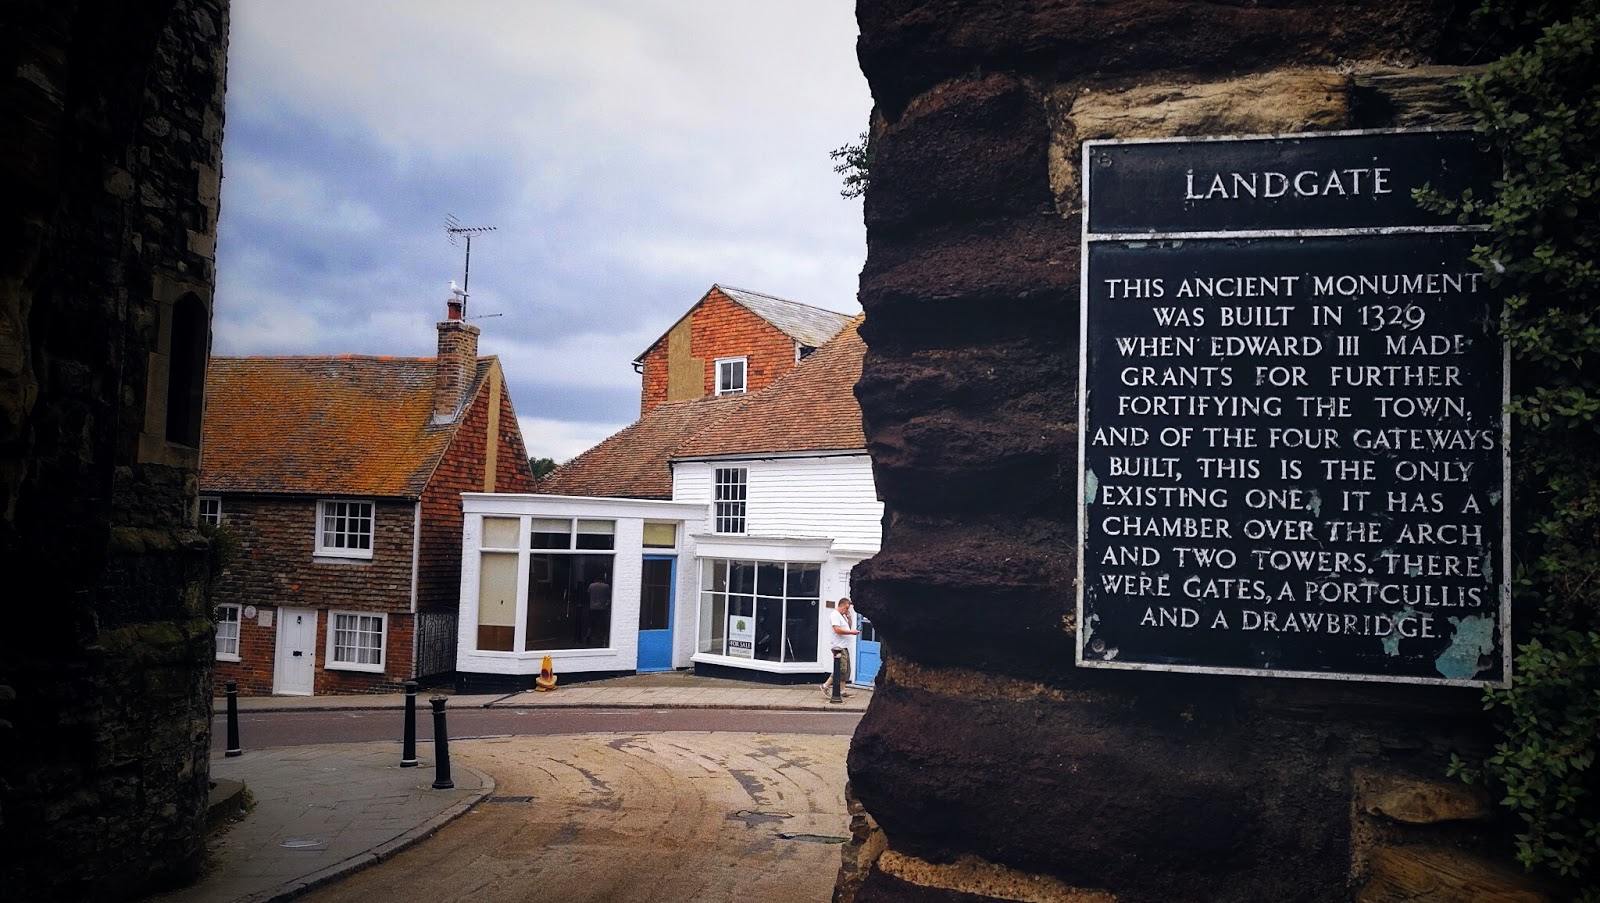 LANDGATE
THIS ANCIENT MONUMENT
WAS BUILT IN 1329
WHEN EDWARD III MADE
GRANTS FOR FURTHER
FORTIFYING THE TOWN,
AND OF THE FOUR GATEWAYS
BUILT, THIS IS THE ONLY
EXISTING ONE. IT HAS A
CHAMBER OVER THE ARCH
AND TWO TOWERS. THERE
WERE GATES, A PORTCULLIS
AND A DRAWBRIDGE.
FOR SALE